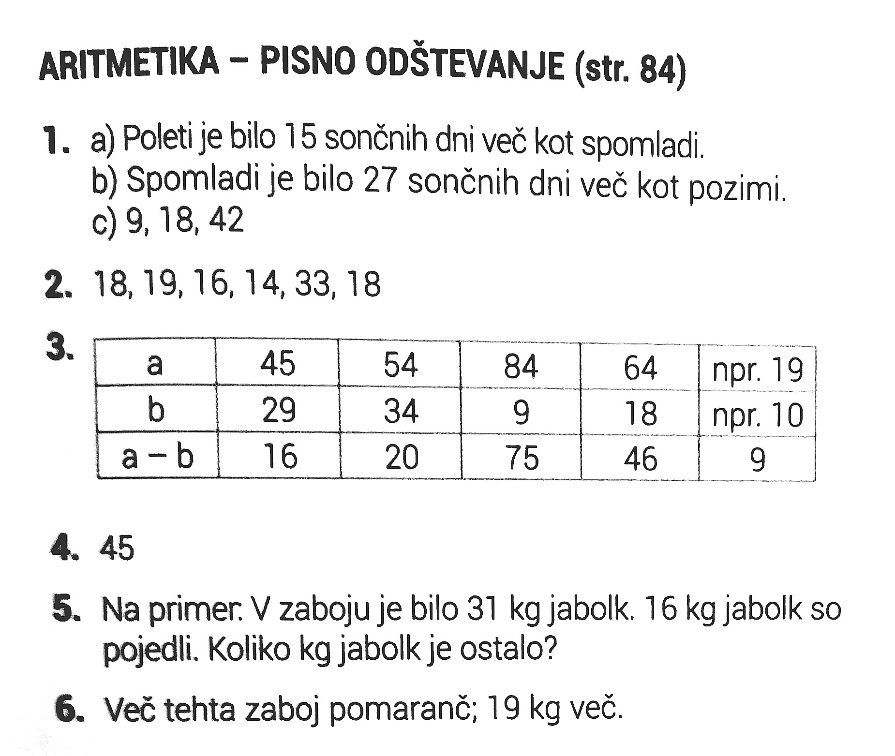 ARITMETIKA – PISNO ODŠTEVANJE (str. 84)
1. a) Poleti je bilo 15 sončnih dni več kot spomladi.
b) Spomladi je bilo 27 sončnih dni več kot pozimi.
c) 9, 18, 42
2. 18, 19, 16, 14, 33, 18
3.
a 45 54 84 64 npr. 19
b 29 34 9 18 npr. 10
a – b 16 20 75 46 9
4. 45
5. Na primer: V zaboju je bilo 31 kg jabolk. 16 kg jabolk so
pojedli. Koliko kg jabolk je ostalo?
6. Več tehta zaboj pomaranč; 19 kg več.